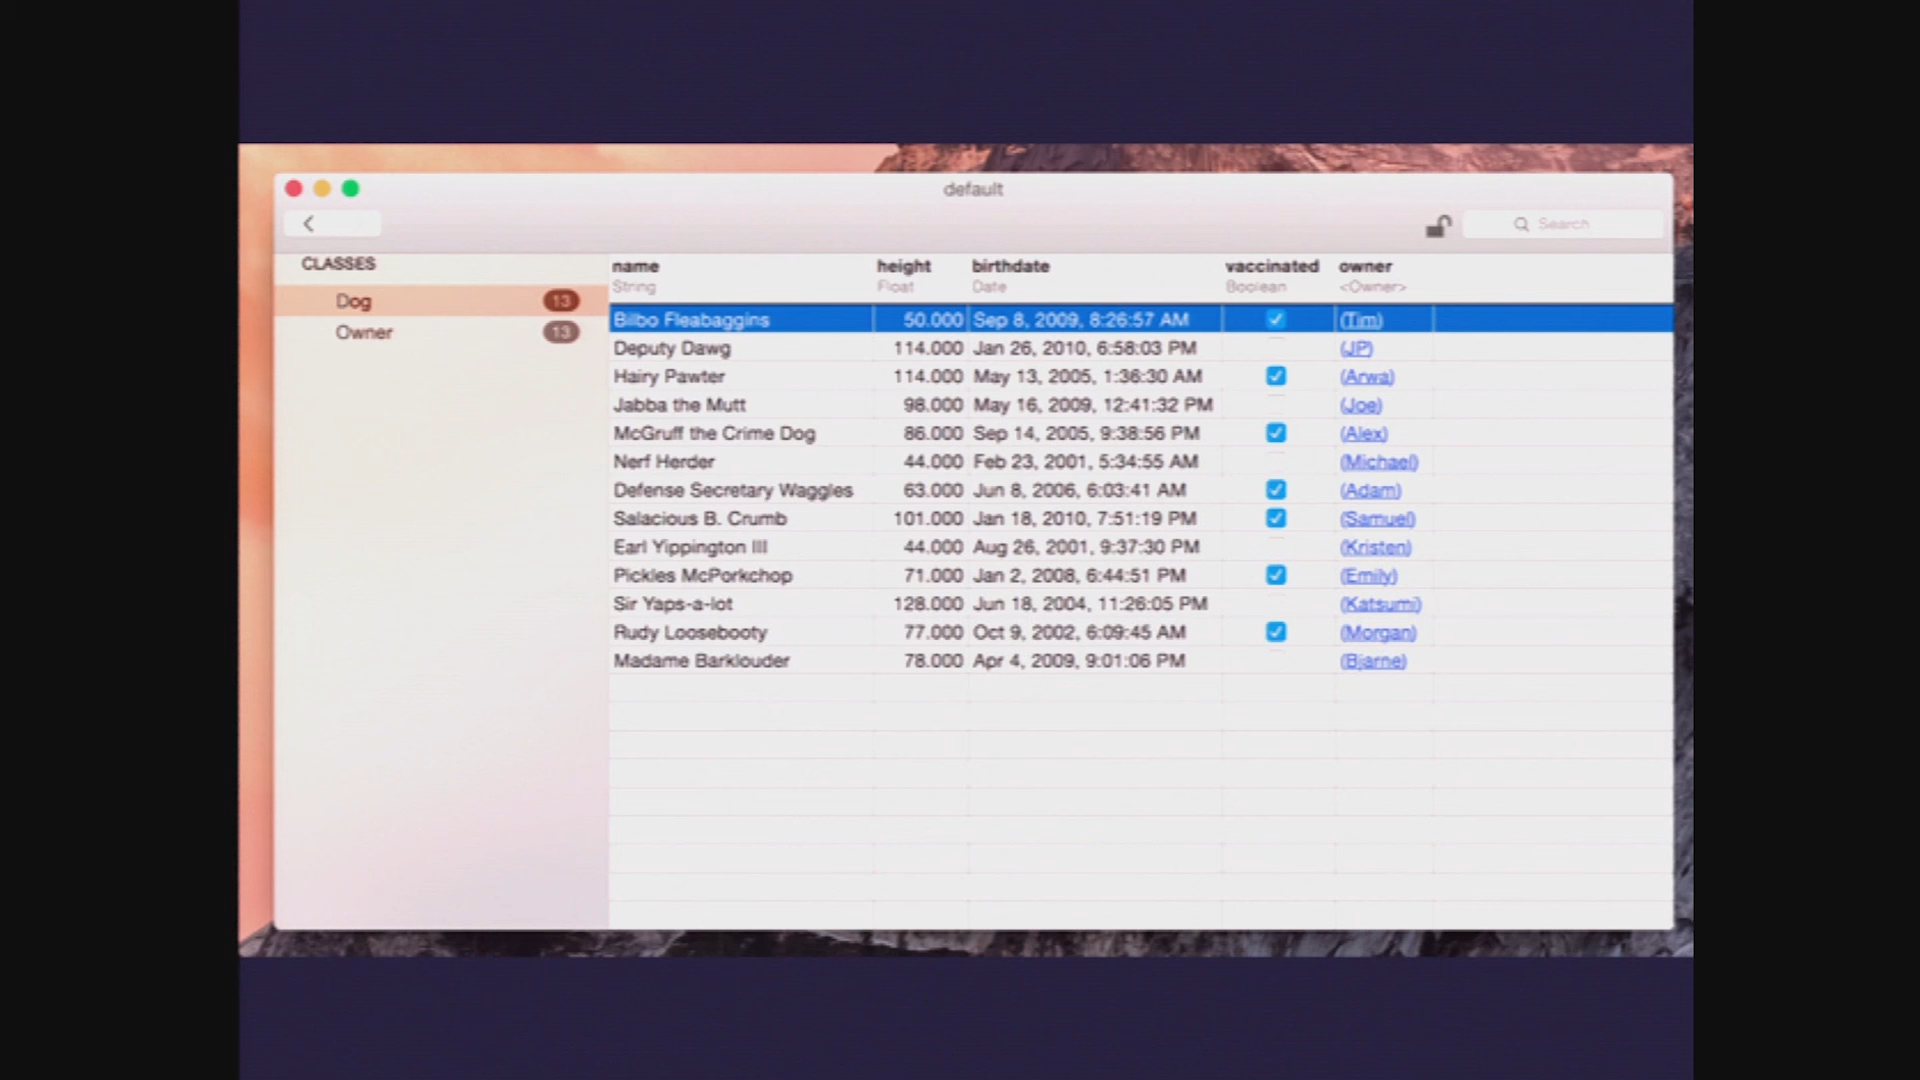 default
Search
CLASSES
Dog 13
Owner 13
name height birthdate vaccinated owner
String Float Date Boolean <Owner>
Bilbo Fleabaggins 50.000 Sep 8, 2009, 8:26:57 AM (Tim)
Deputy Dawg 114.000 Jan 26, 2010, 6:58:03 PM (JP)
Hairy Pawter 114.000 May 13, 2005, 1:36:30 AM (Arwa)
Jabba the Mutt 98.000 May 16, 2009, 12:41:32 PM (Joe)
McGruff the Crime Dog 86.000 Sep 14, 2005, 9:38:56 PM (Alex)
Nerf Herder 44.000 Feb 23, 2001, 5:34:55 AM (Michael)
Defense Secretary Waggles 63.000 Jun 8, 2006, 6:03:41 AM (Adam)
Salacious B. Crumb 101.000 Jan 18, 2010, 7:51:19 PM (Samuel)
Earl Yippington III 44.000 Aug 26, 2001, 9:37:30 PM (Kristen)
Pickles McPorkchop 71.000 Jan 2, 2008, 6:44:51 PM (Emily)
Sir Yaps-a-lot 128.000 Jun 18, 2004, 11:26:05 PM (Katsumi)
Rudy Loosebooty 77.000 Oct 9, 2002, 6:09:45 AM (Morgan)
Madame Barklouder 78.000 Apr 4, 2009, 9:01:06 PM (Bjarne)